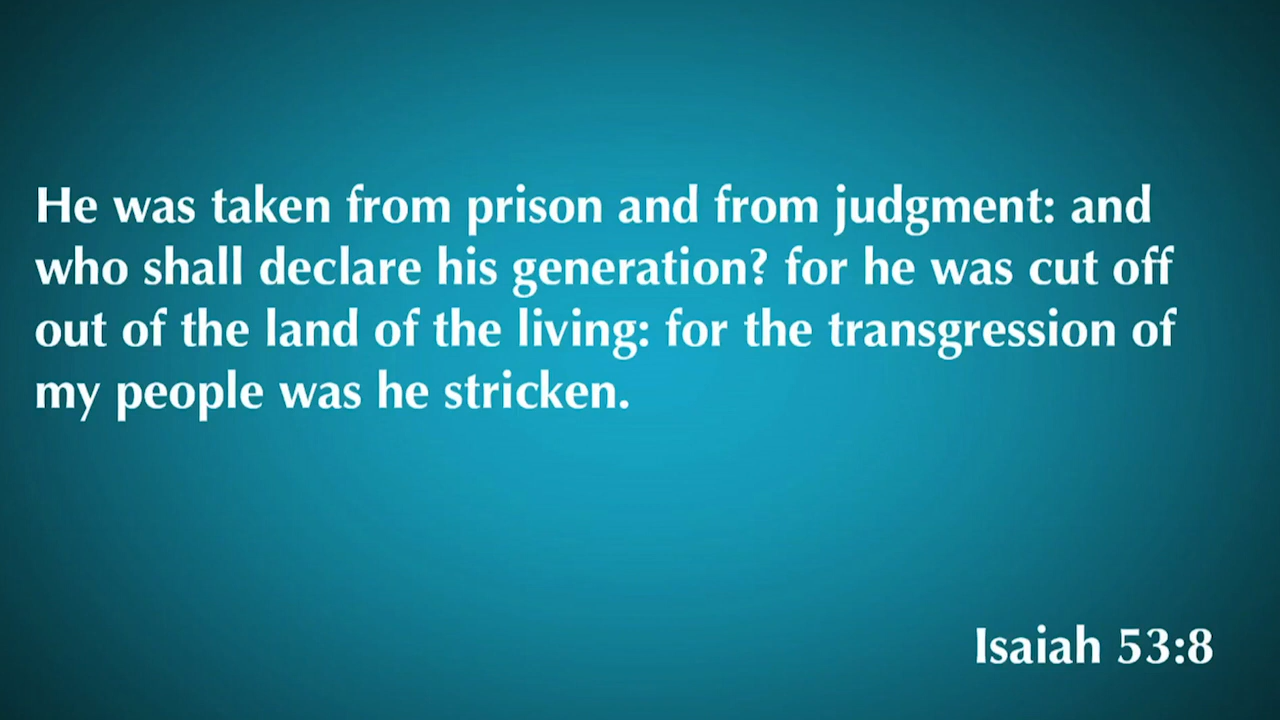 He was taken from prison and from judgment: and
who shall declare his generation? for he was cut off
out of the land of the living: for the transgression of
my people was he stricken.
Isaiah 53:8